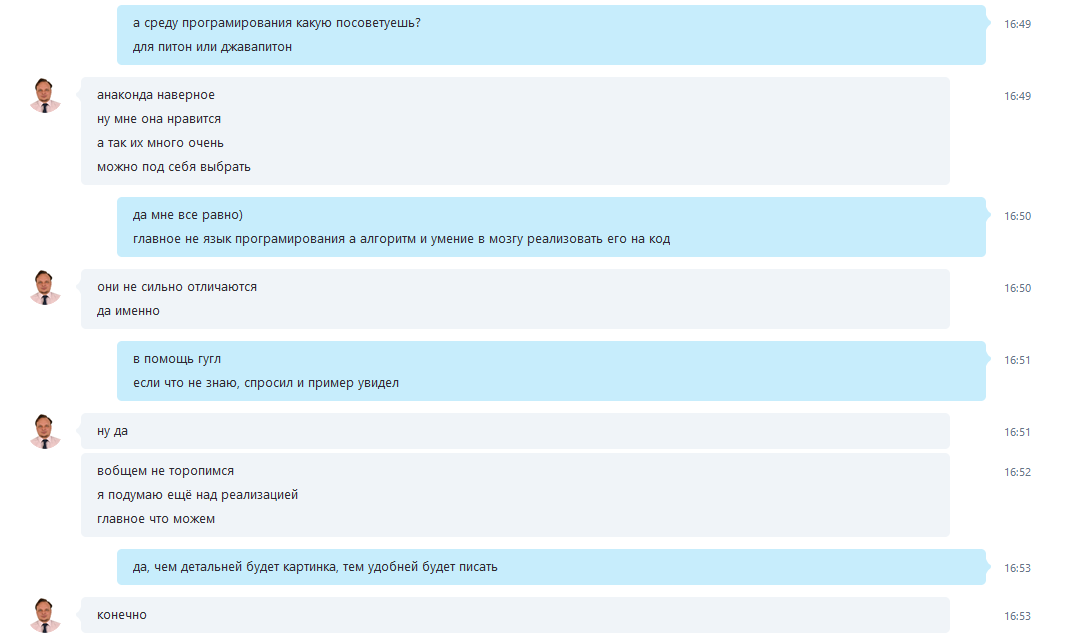 а среду програмирования какую посоветуешь?
16:49
для питон или джавапитон
анаконда наверное
16:49
ну мне она нравится
а так их много очень
можно под себя выбрать
да мне все равно)
16:50
главное не язык програмирования а алгоритм и умение в мозгу реализовать его на код
они не сильно отличаются
16:50
да именно
в помощь гугл
16:51
если что не знаю, спросил и пример увидел
ну да
16:51
вобщем не торопимся
16:52
я подумаю ещё над реализацией
главное что можем
да, чем детальней будет картинка, тем удобней будет писать
16:53
конечно
16:53